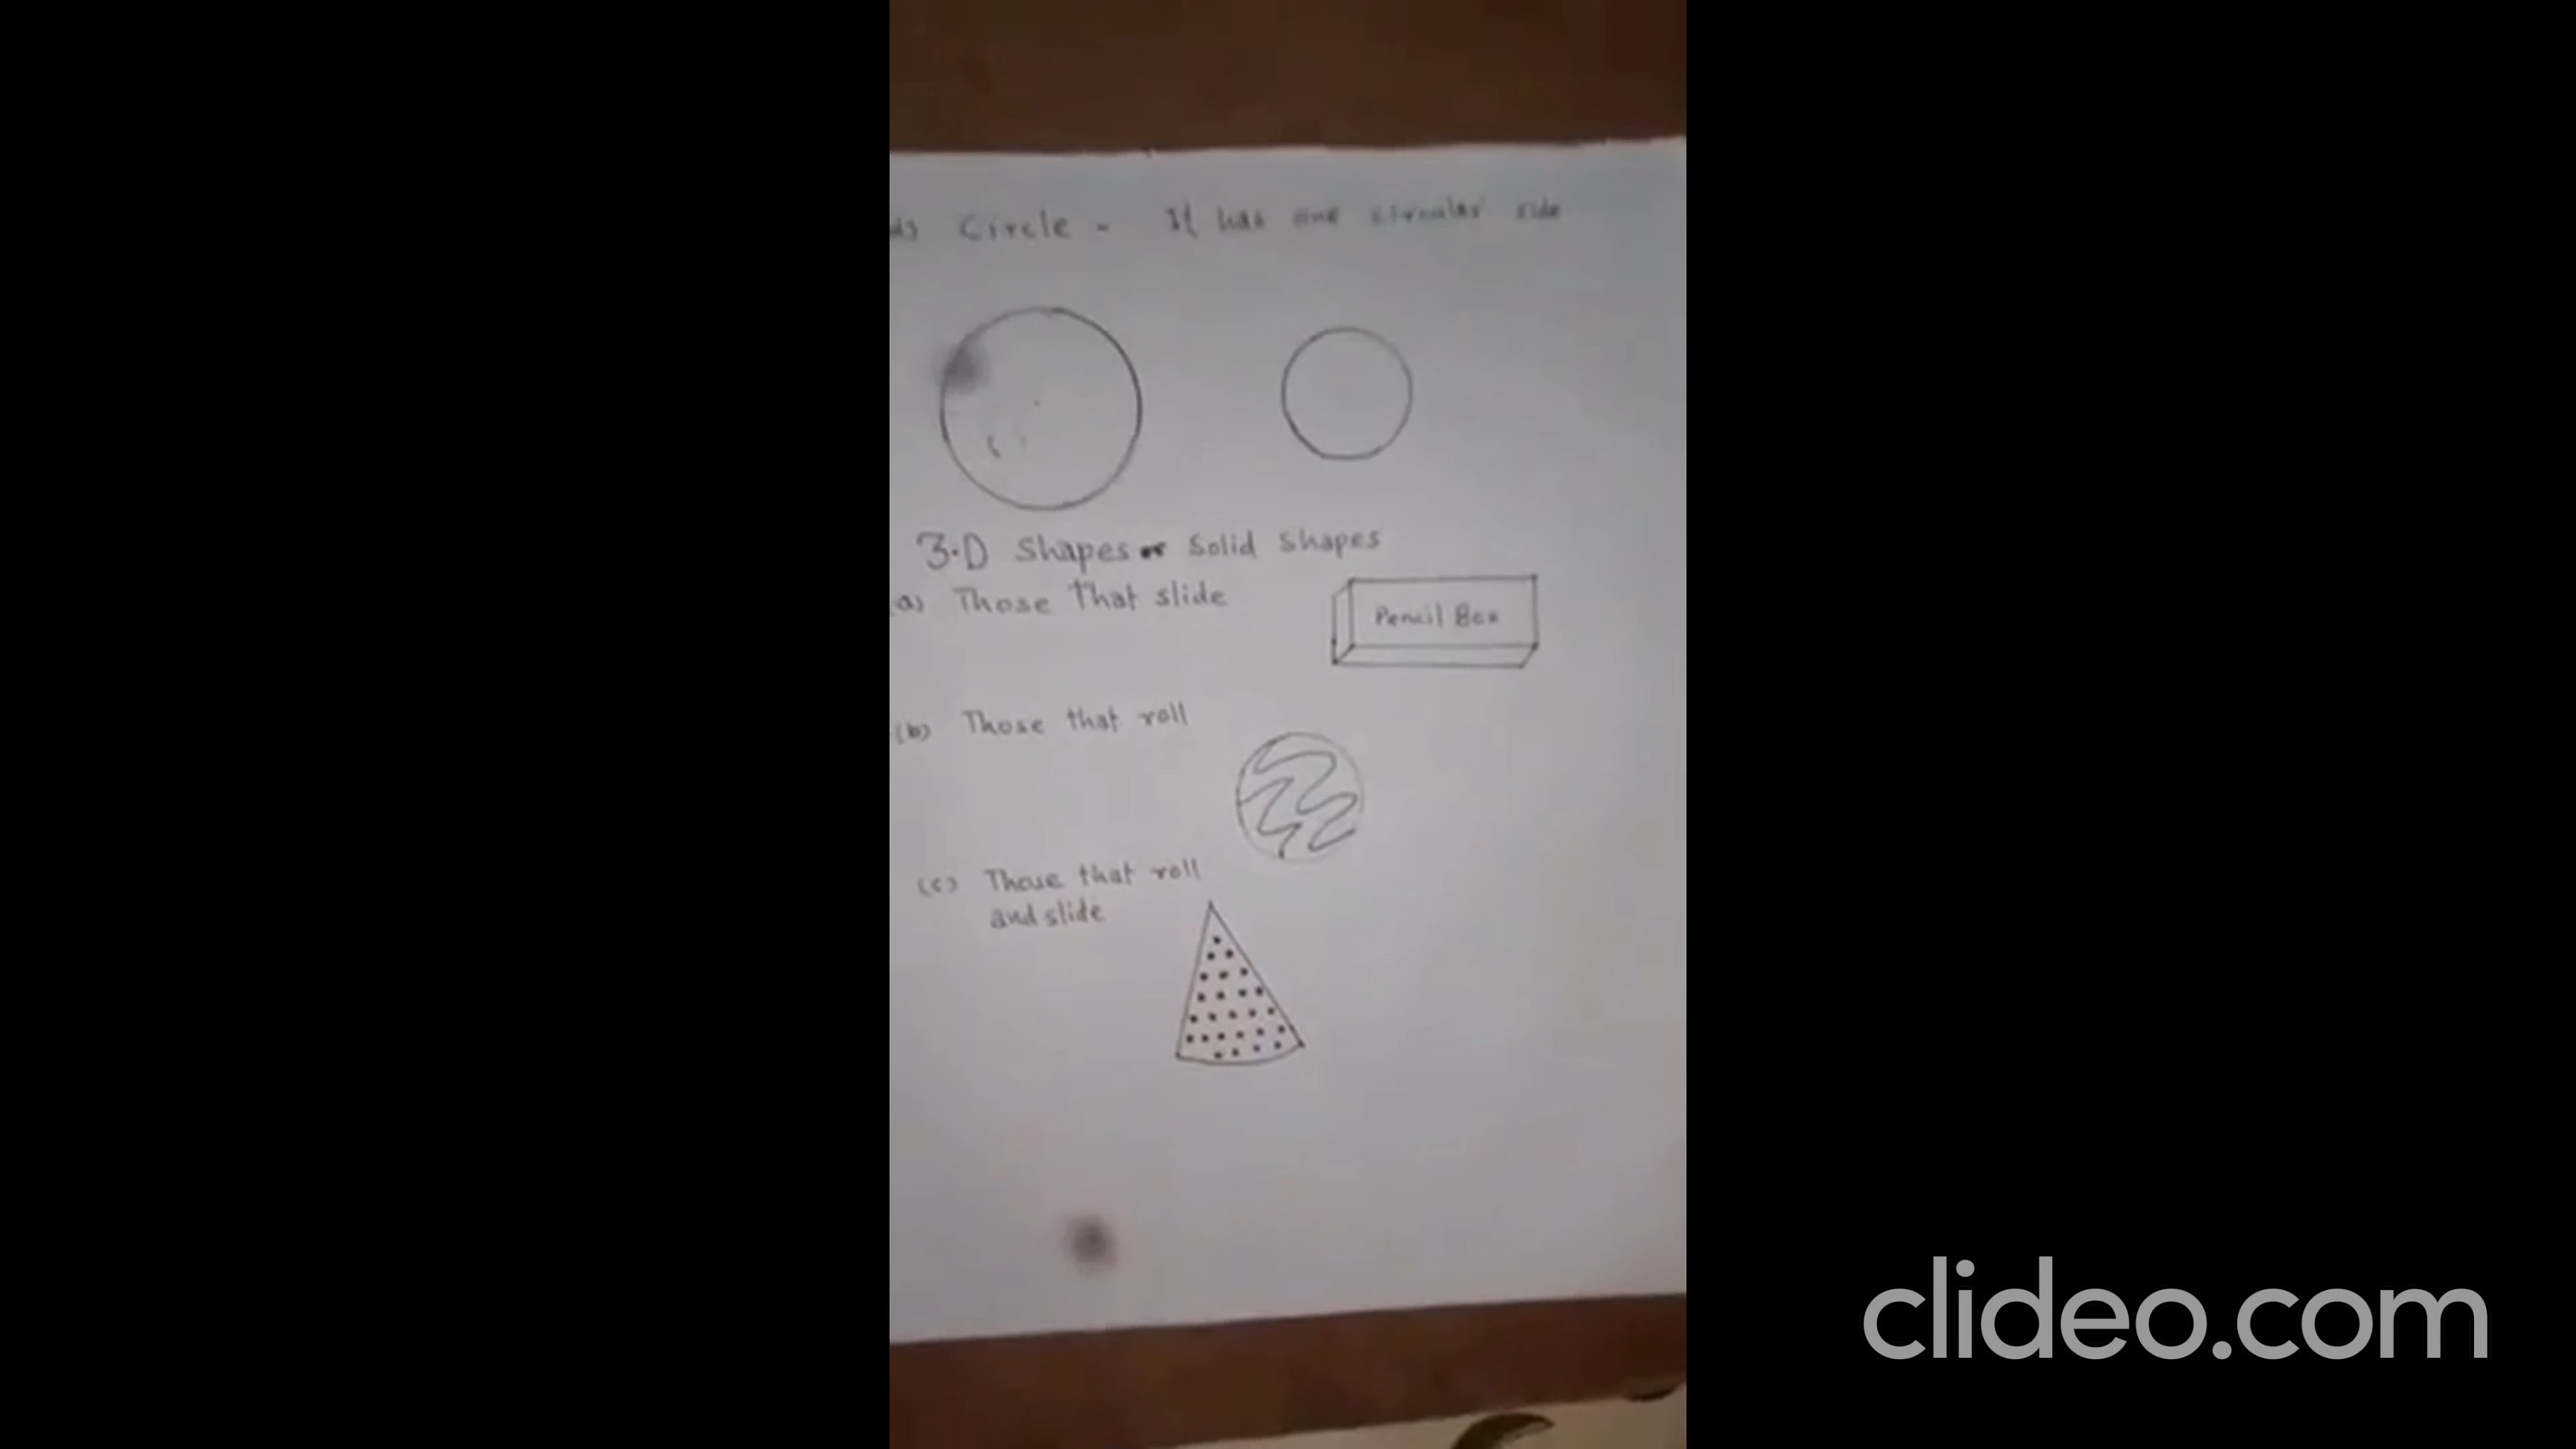 d) Circle - It has one circular side
3-D Shapes or Solid shapes
a) Those that slide
Pencil Box
(b) Those that roll
(c) Those that roll
and slide
clideo.com